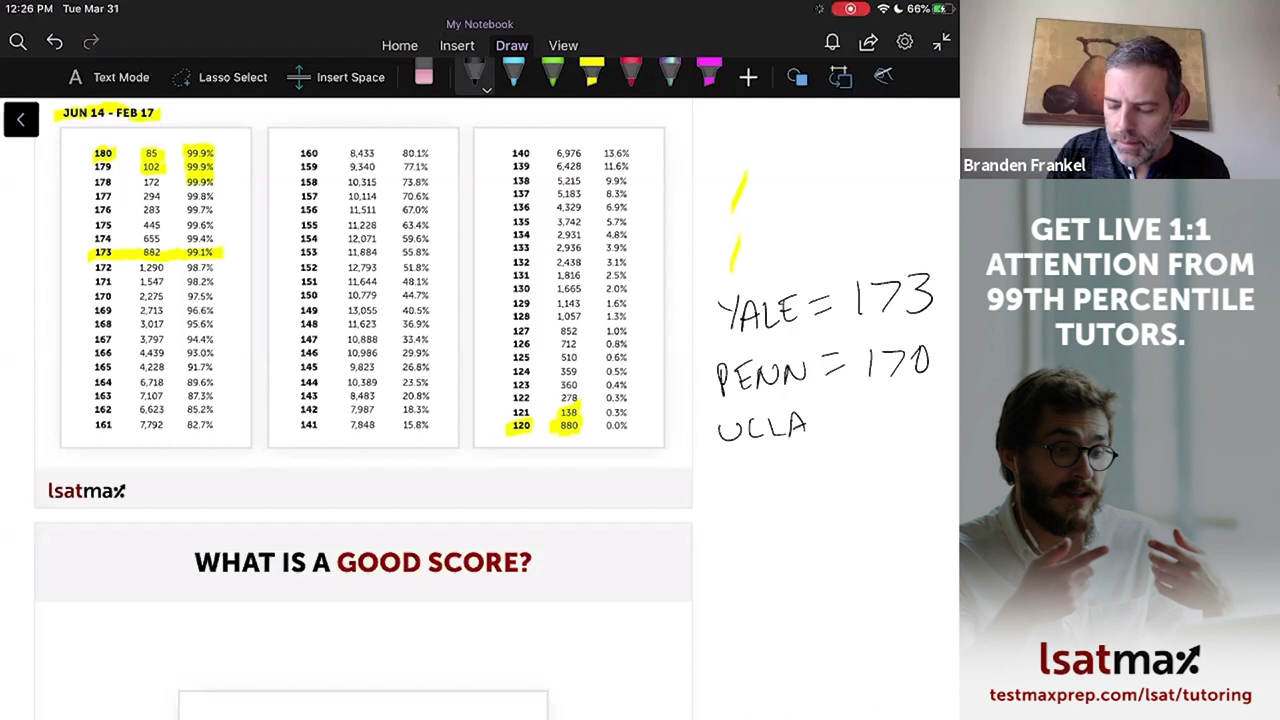 12:26 PM Tue Mar 31
66%
My Notebook
Home Insert Draw View
Text Mode Lasso Select Insert Space
JUN 14 - FEB 17
180 85 99.9%
179 102 99.9%
178 172 99.9%
177 294 99.8%
176 283 99.7%
175 445 99.6%
174 655 99.4%
173 882 99.1%
172 1,290 98.7%
171 1,547 98.2%
170 2,275 97.5%
169 2,713 96.6%
168 3,017 95.6%
167 3,797 94.4%
166 4,439 93.0%
165 4,228 91.7%
164 6,718 89.6%
163 7,107 87.3%
162 6,623 85.2%
161 7,792 82.7%
160 8,433 80.1%
159 9,340 77.1%
158 10,315 73.8%
157 10,114 70.6%
156 11,511 67.0%
155 11,228 63.4%
154 12,071 59.6%
153 11,884 55.8%
152 12,793 51.8%
151 11,644 48.1%
150 10,779 44.7%
149 13,055 40.5%
148 11,623 36.9%
147 10,888 33.4%
146 10,986 29.9%
145 9,823 26.8%
144 10,389 23.5%
143 8,483 20.8%
142 7,987 18.3%
141 7,848 15.8%
140 6,976 13.6%
139 6,428 11.6%
138 5,215 9.9%
137 5,183 8.3%
136 4,329 6.9%
135 3,742 5.7%
134 2,931 4.8%
133 2,936 3.9%
132 2,438 3.1%
131 1,816 2.5%
130 1,665 2.0%
129 1,143 1.6%
128 1,057 1.3%
127 852 1.0%
126 712 0.8%
125 510 0.6%
124 359 0.5%
123 360 0.4%
122 278 0.3%
121 138 0.3%
120 880 0.0%
YALE = 173
PENN = 170
UCLA
lsatmax
WHAT IS A GOOD SCORE?
Branden Frankel
GET LIVE 1:1
ATTENTION FROM
99TH PERCENTILE
TUTORS.
lsatmax
testmaxprep.com/lsat/tutoring